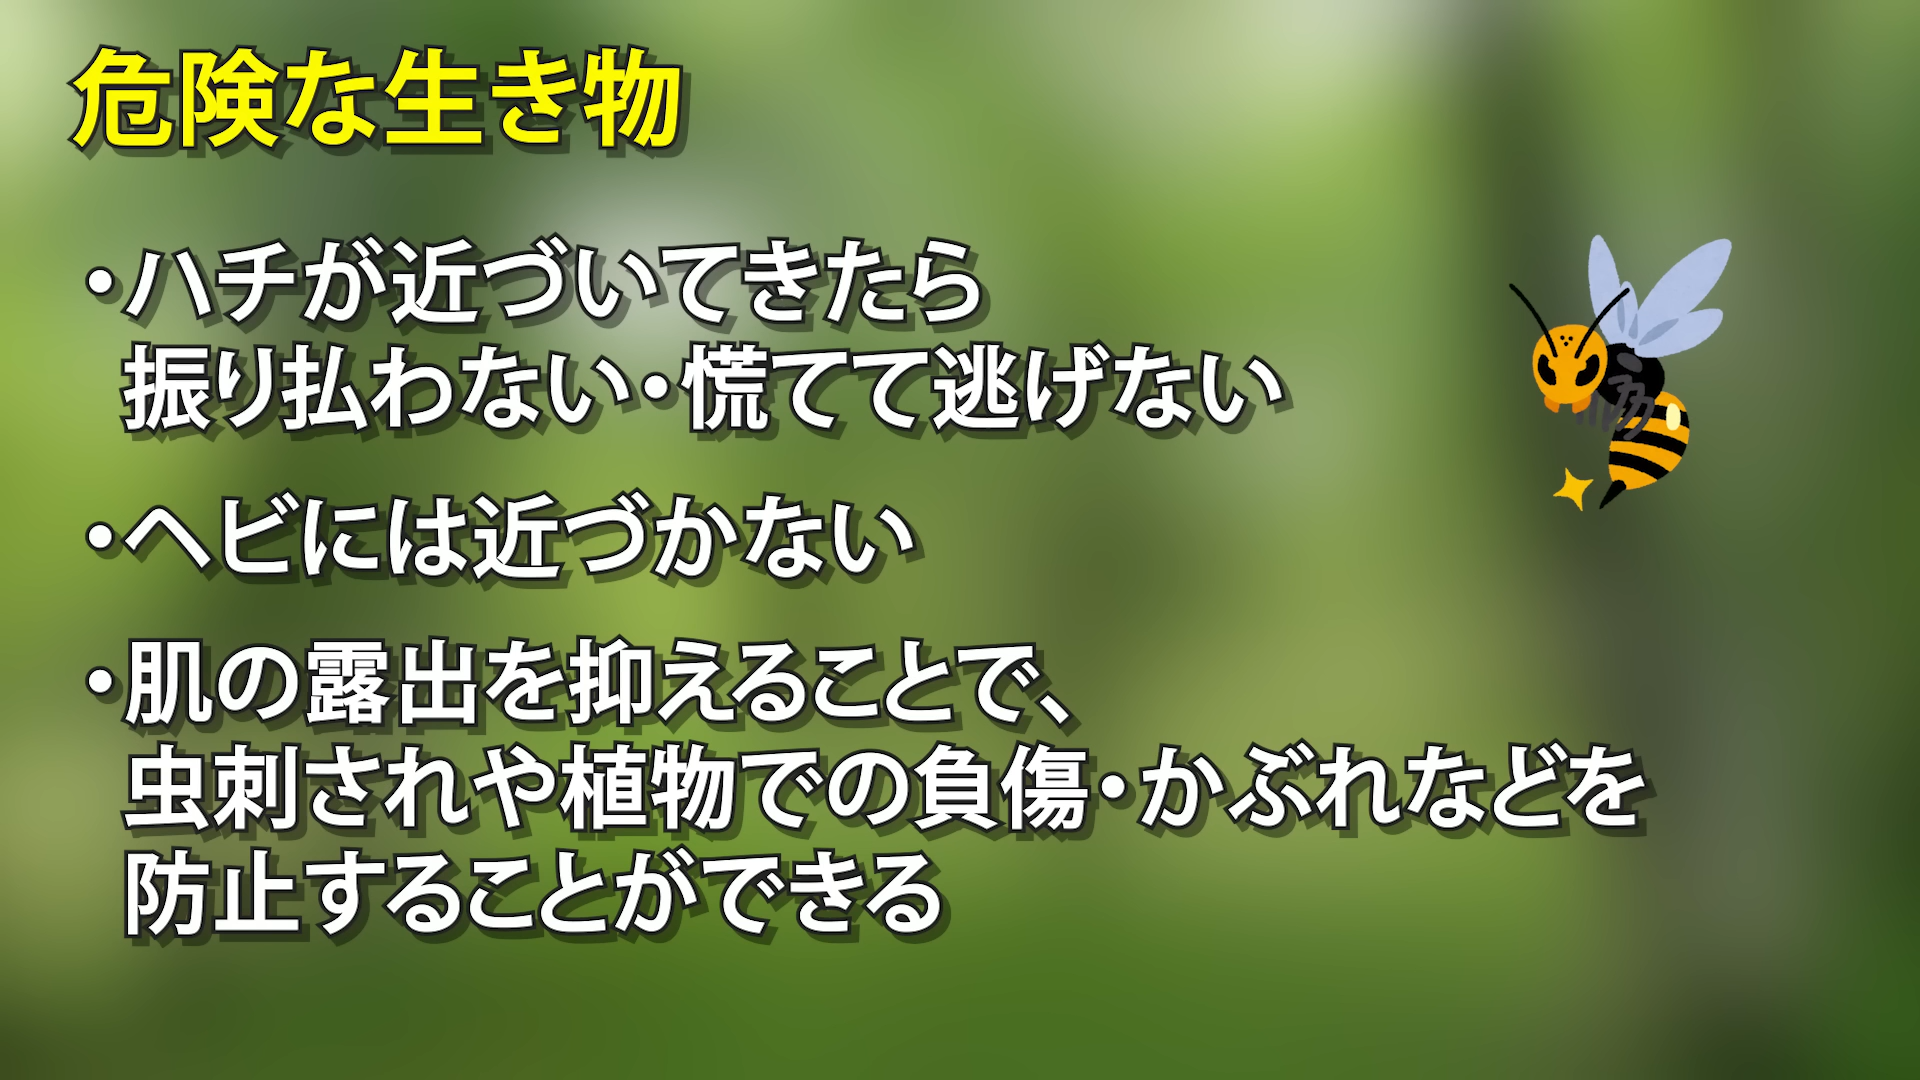 危険な生き物
・ハチが近づいてきたら
振り払わない・慌てて逃げない
・ヘビには近づかない
・肌の露出を抑えることで、
虫刺されや植物での負傷・かぶれなどを
防止することができる